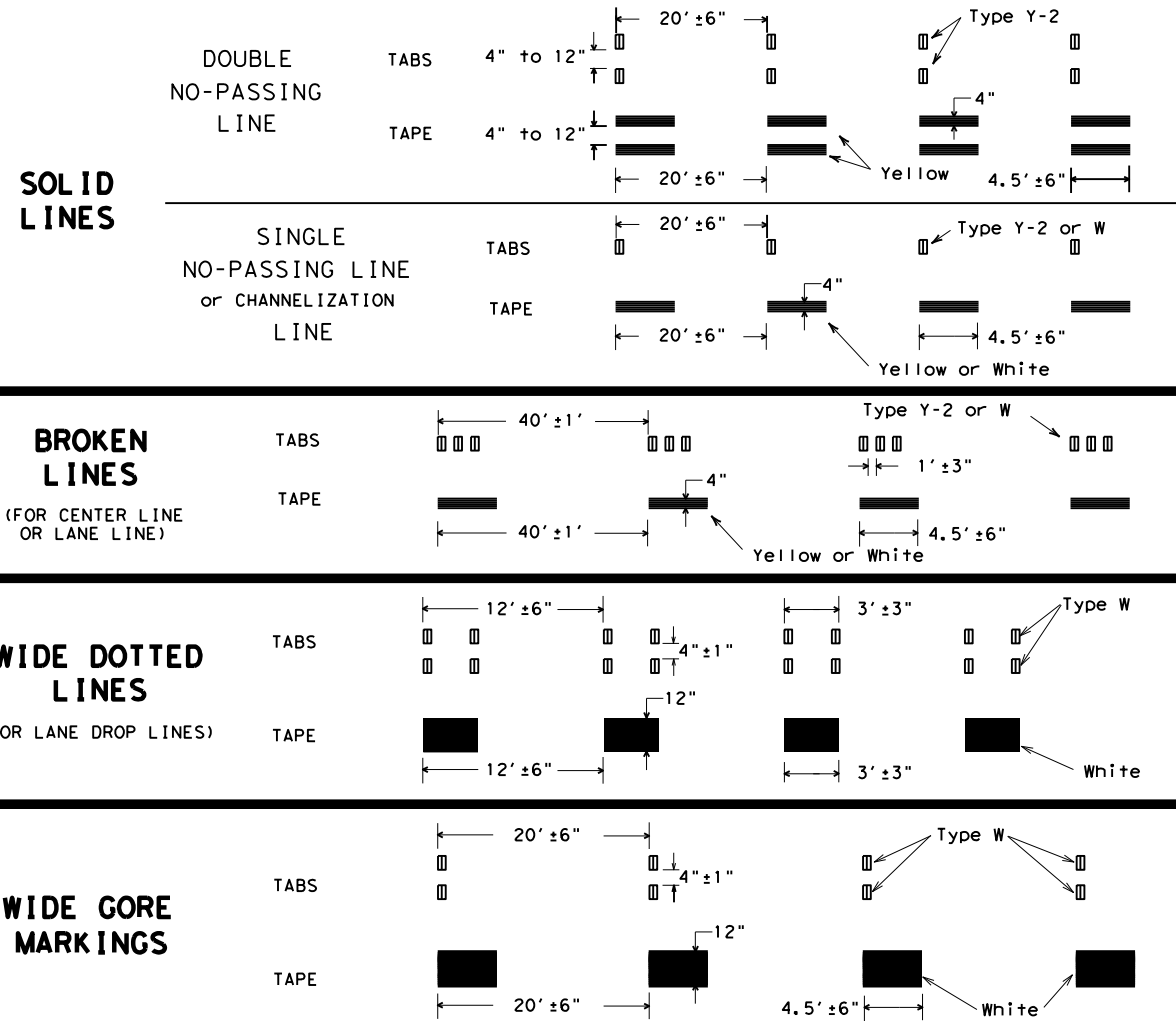 SOLID
LINES
DOUBLE
NO-PASSING
LINE
TABS
4" to 12"
20'±6"
Type Y-2
TAPE
4" to 12"
4"
Yellow
20'±6"
4.5'±6"
SINGLE
NO-PASSING LINE
or CHANNELIZATION
LINE
TABS
20'±6"
Type Y-2 or W
TAPE
4"
20'±6"
4.5'±6"
Yellow or White
BROKEN
LINES
(FOR CENTER LINE
OR LANE LINE)
TABS
40'±1'
Type Y-2 or W
1'±3"
TAPE
4"
40'±1'
4.5'±6"
Yellow or White
WIDE DOTTED
LINES
OR LANE DROP LINES)
TABS
12'±6"
3'±3"
Type W
4"±1"
TAPE
12"
12'±6"
3'±3"
White
WIDE GORE
MARKINGS
TABS
20'±6"
Type W
4"±1"
TAPE
12"
20'±6"
4.5'±6"
White